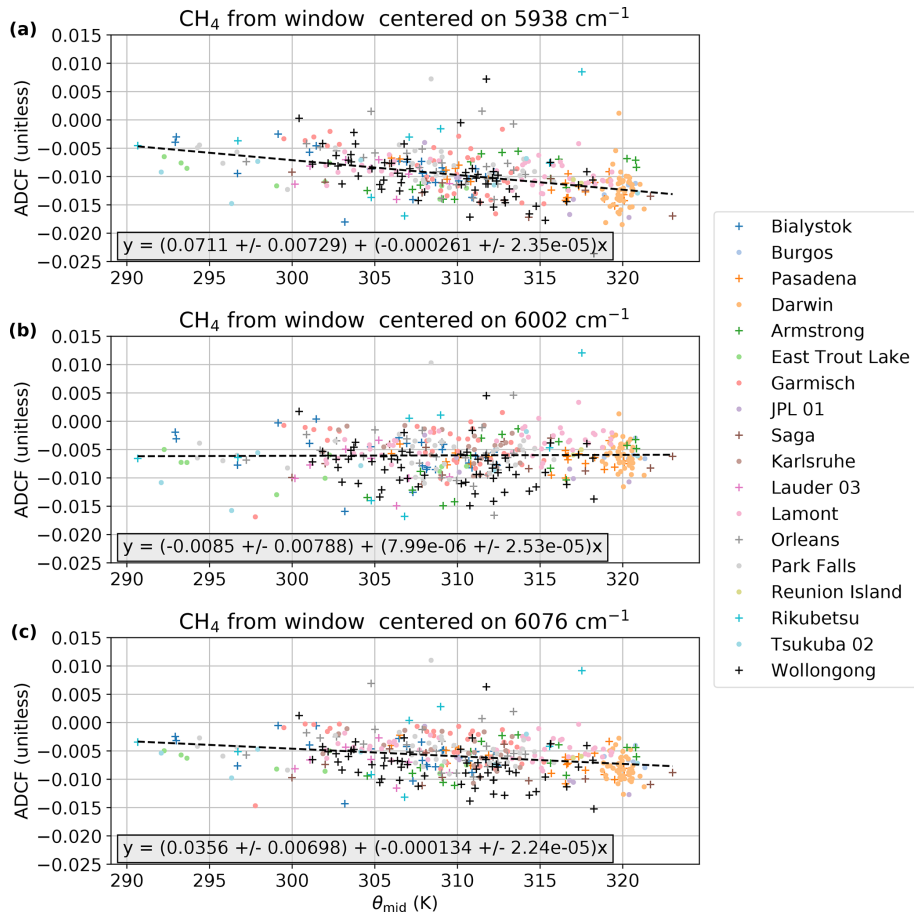 (a)
CH₄ from window centered on 5938 cm⁻¹
0.015
0.010
0.005
0.000
−0.005
−0.010
−0.015
−0.020
−0.025
ADCF (unitless)
y = (0.0711 +/- 0.00729) + (-0.000261 +/- 2.35e-05)x
290 295 300 305 310 315 320
(b)
CH₄ from window centered on 6002 cm⁻¹
0.015
0.010
0.005
0.000
−0.005
−0.010
−0.015
−0.020
−0.025
ADCF (unitless)
y = (-0.0085 +/- 0.00788) + (7.99e-06 +/- 2.53e-05)x
290 295 300 305 310 315 320
(c)
CH₄ from window centered on 6076 cm⁻¹
0.015
0.010
0.005
0.000
−0.005
−0.010
−0.015
−0.020
−0.025
ADCF (unitless)
y = (0.0356 +/- 0.00698) + (-0.000134 +/- 2.24e-05)x
290 295 300 305 310 315 320
θmid (K)
Bialystok
Burgos
Pasadena
Darwin
Armstrong
East Trout Lake
Garmisch
JPL 01
Saga
Karlsruhe
Lauder 03
Lamont
Orleans
Park Falls
Reunion Island
Rikubetsu
Tsukuba 02
Wollongong